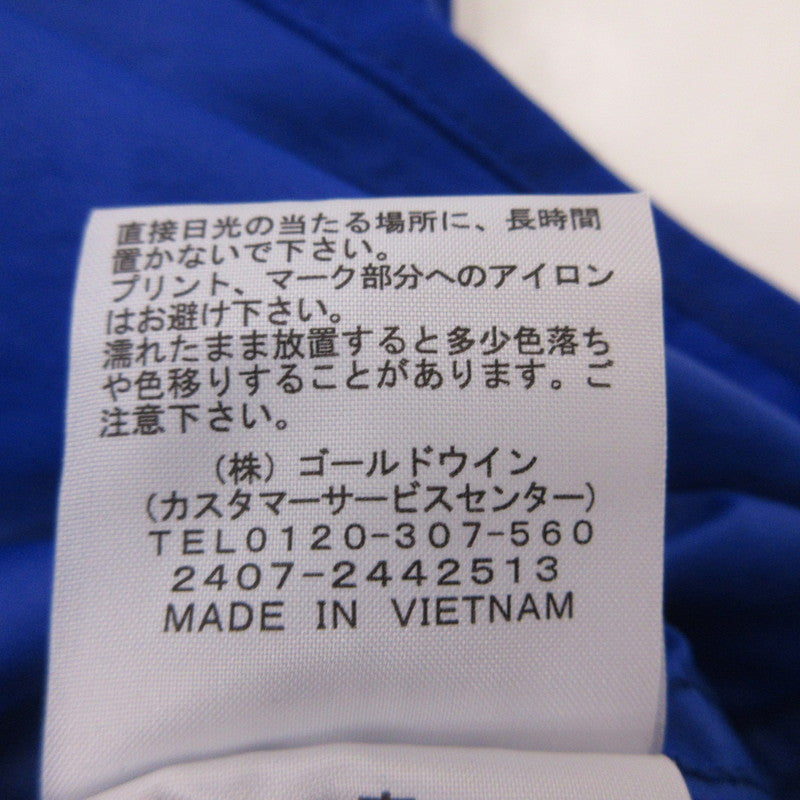 直接日光の当たる場所に、長時間
置かないで下さい。
プリント、マーク部分へのアイロン
はお避け下さい。
濡れたまま放置すると多少色落ち
や色移りすることがあります。ご
注意下さい。
(株)ゴールドウイン
(カスタマーサービスセンター)
TEL0120-307-560
2407-2442513
MADE IN VIETNAM